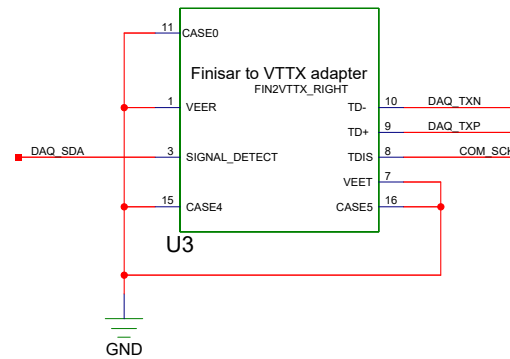 11 CASE0
Finisar to VTTX adapter
FIN2VTTX_RIGHT
1 VEER
TD- 10 DAQ_TXN
TD+ 9 DAQ_TXP
DAQ_SDA 3 SIGNAL_DETECT
TDIS 8 COM_SCK
VEET 7
15 CASE4
CASE5 16
U3
GND